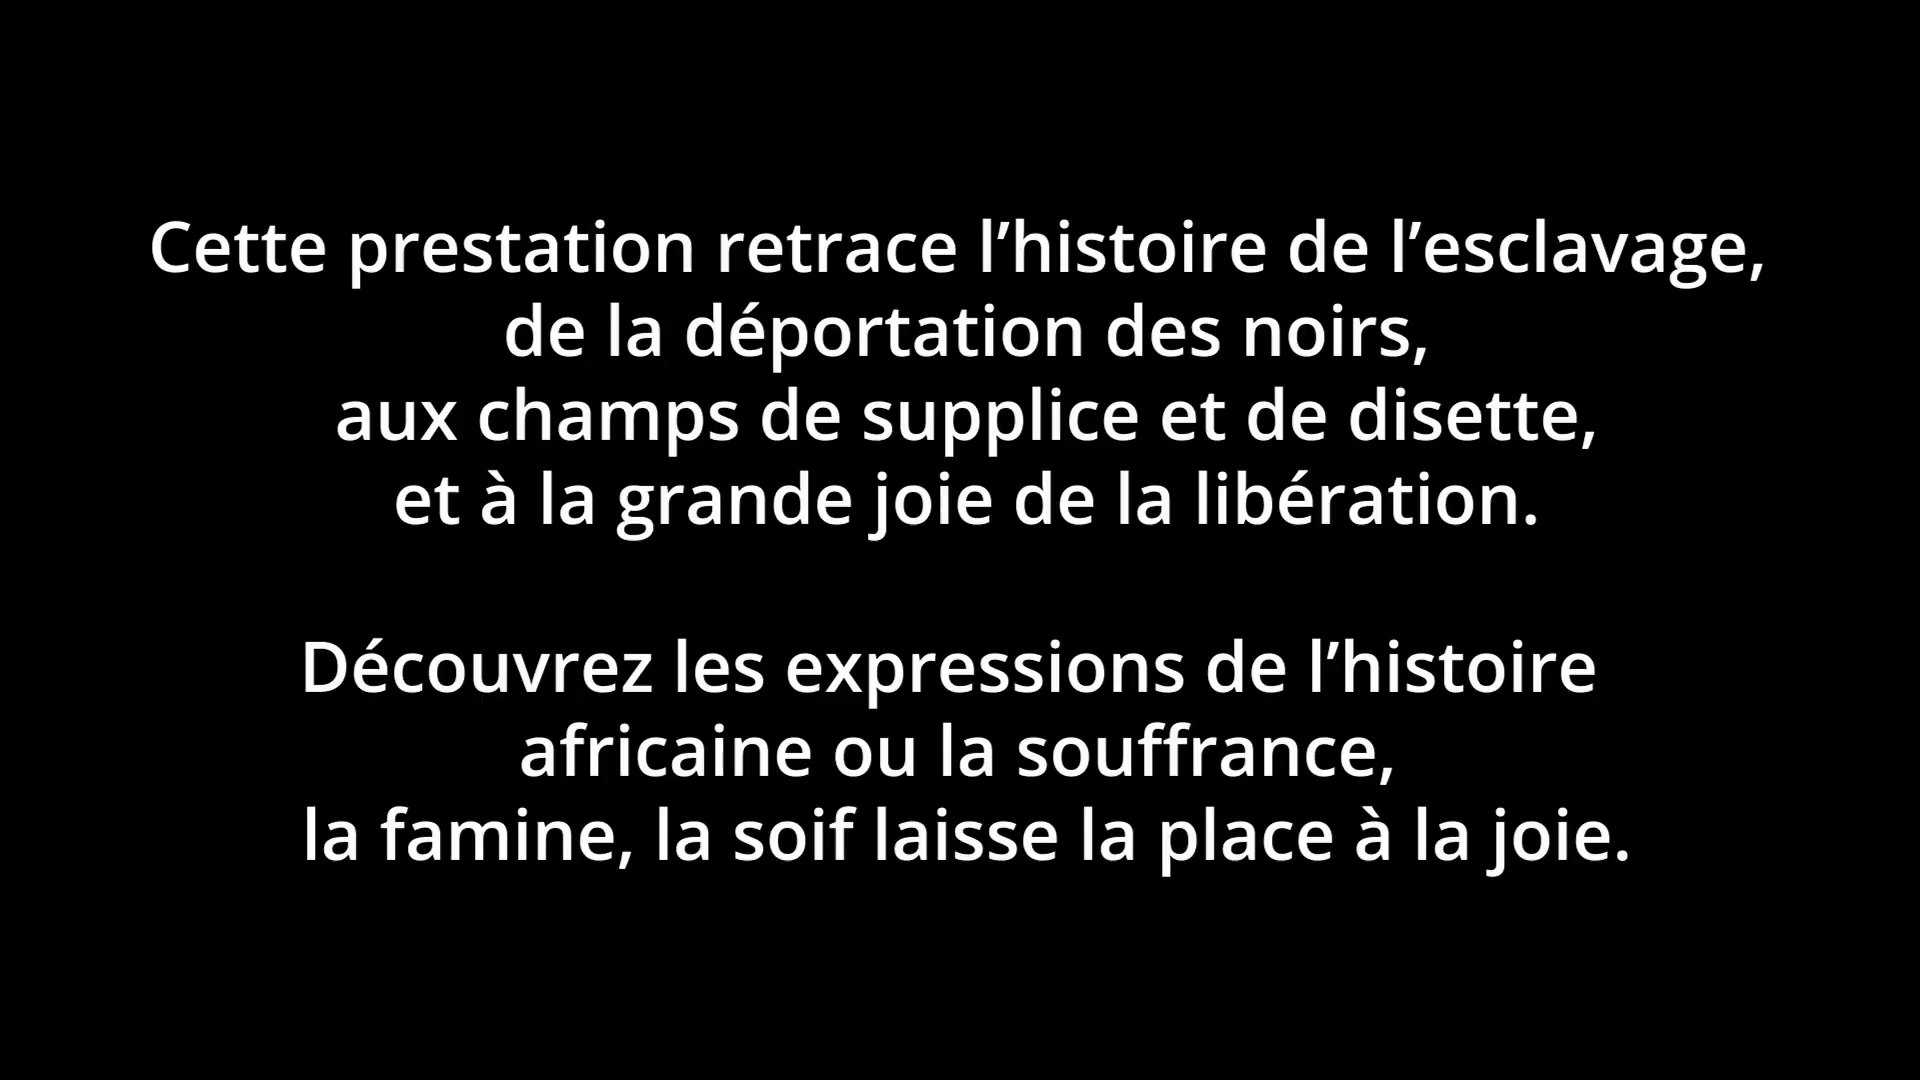 Cette prestation retrace l’histoire de l’esclavage,
de la déportation des noirs,
aux champs de supplice et de disette,
et à la grande joie de la libération.
Découvrez les expressions de l’histoire
africaine ou la souffrance,
la famine, la soif laisse la place à la joie.